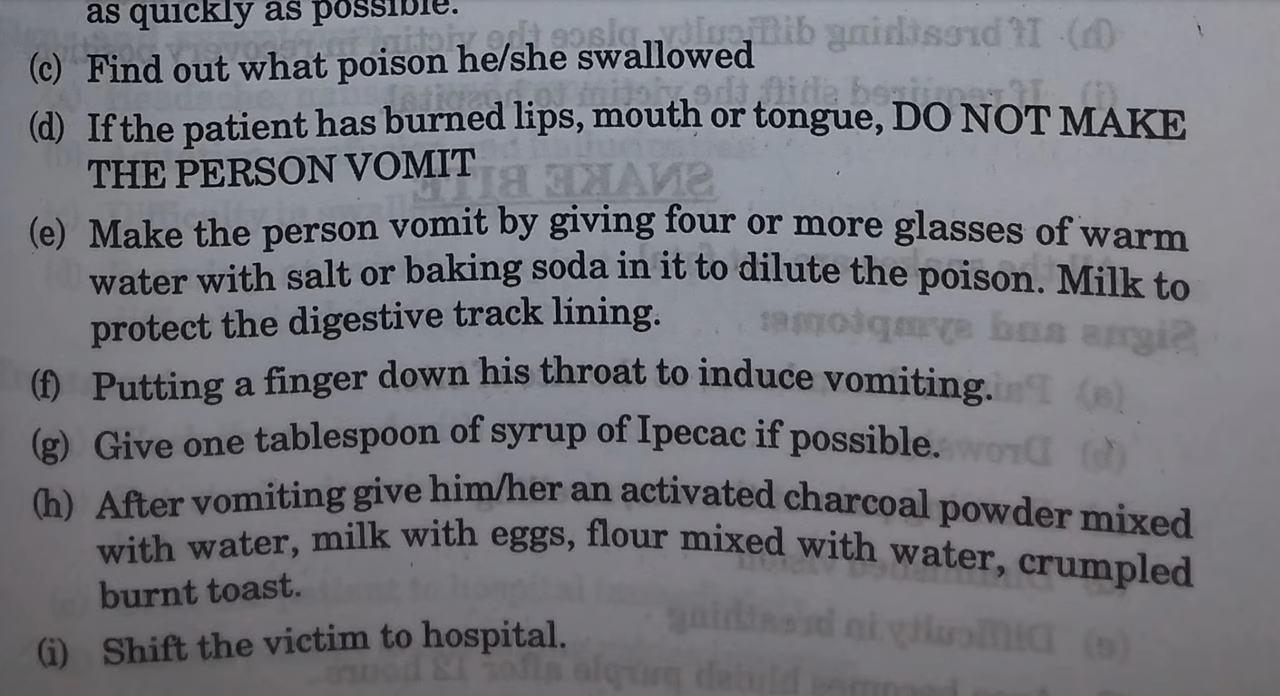 as quickly as possible.
(c) Find out what poison he/she swallowed
(d) If the patient has burned lips, mouth or tongue, DO NOT MAKE
THE PERSON VOMIT
(e) Make the person vomit by giving four or more glasses of warm
water with salt or baking soda in it to dilute the poison. Milk to
protect the digestive track lining.
(f) Putting a finger down his throat to induce vomiting.
(g) Give one tablespoon of syrup of Ipecac if possible.
(h) After vomiting give him/her an activated charcoal powder mixed
with water, milk with eggs, flour mixed with water, crumpled
burnt toast.
(i) Shift the victim to hospital.